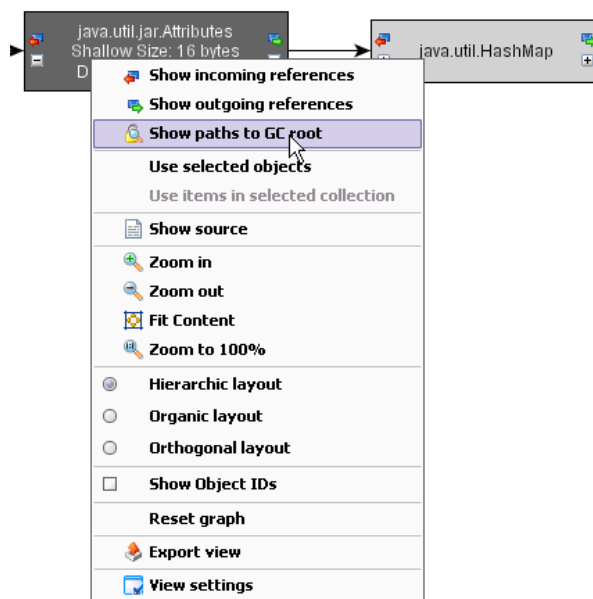 java.util.jar.Attributes
Shallow Size: 16 bytes
java.util.HashMap
Show incoming references
Show outgoing references
Show paths to GC root
Use selected objects
Use items in selected collection
Show source
Zoom in
Zoom out
Fit Content
Zoom to 100%
Hierarchic layout
Organic layout
Orthogonal layout
Show Object IDs
Reset graph
Export view
View settings